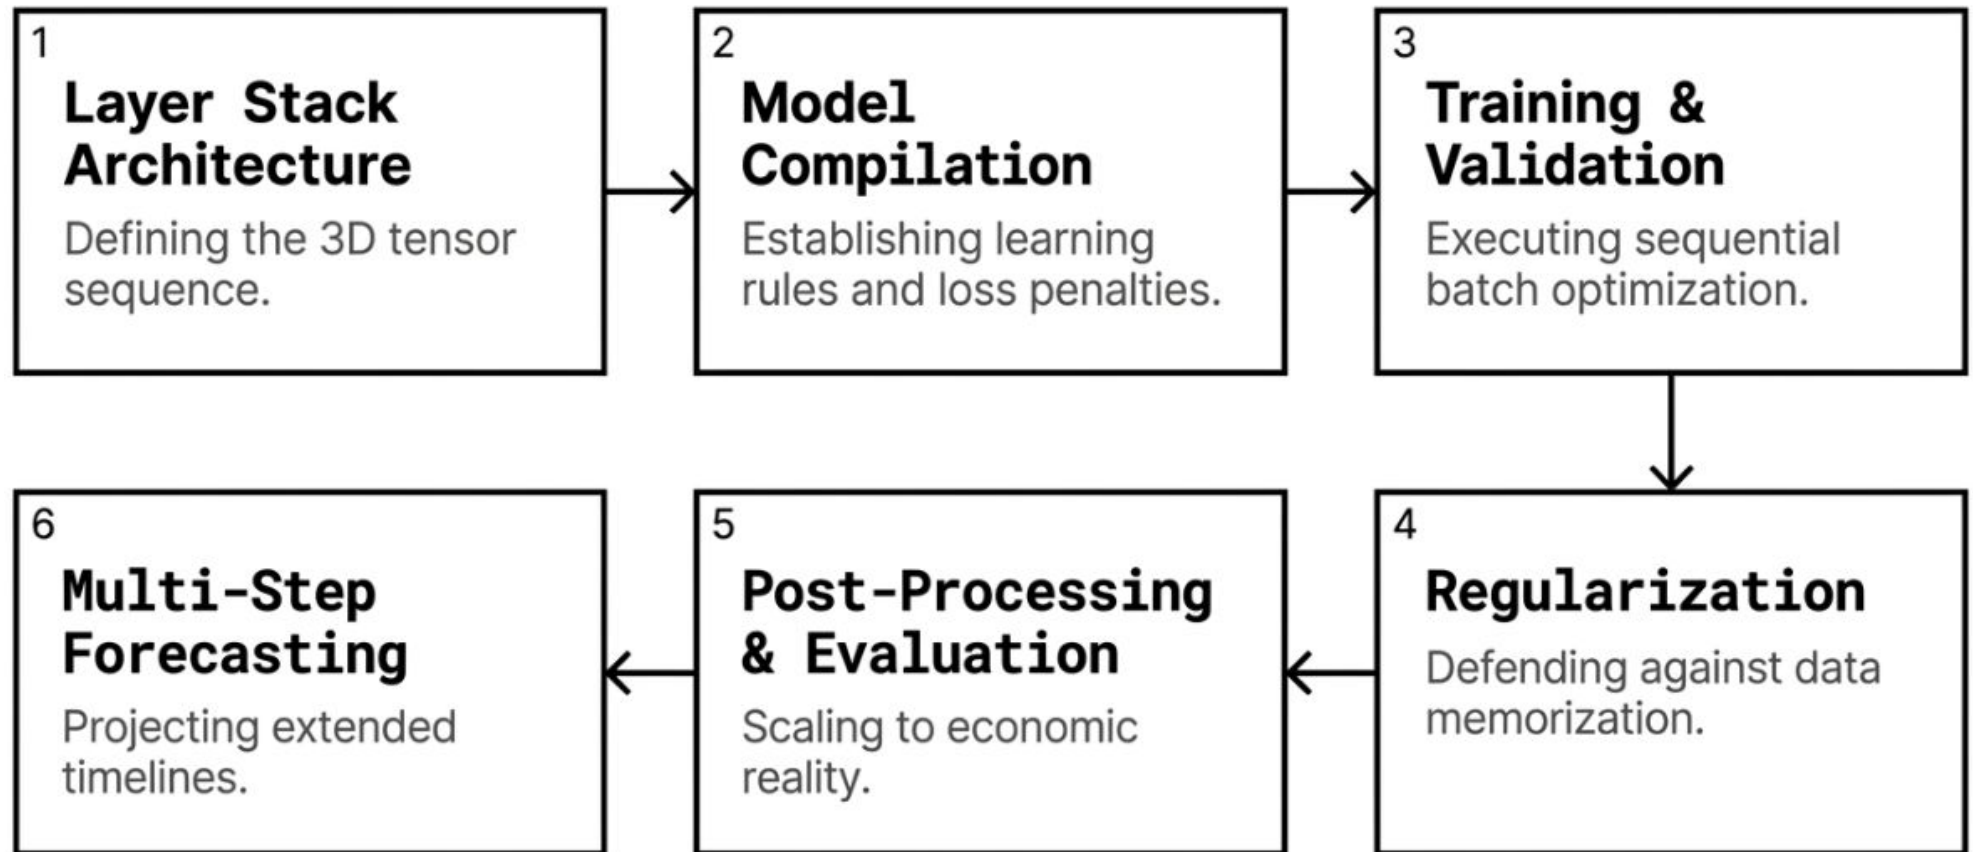 1
Layer Stack
Architecture
Defining the 3D tensor
sequence.
2
Model
Compilation
Establishing learning
rules and loss penalties.
3
Training &
Validation
Executing sequential
batch optimization.
4
Regularization
Defending against data
memorization.
5
Post-Processing
& Evaluation
Scaling to economic
reality.
6
Multi-Step
Forecasting
Projecting extended
timelines.